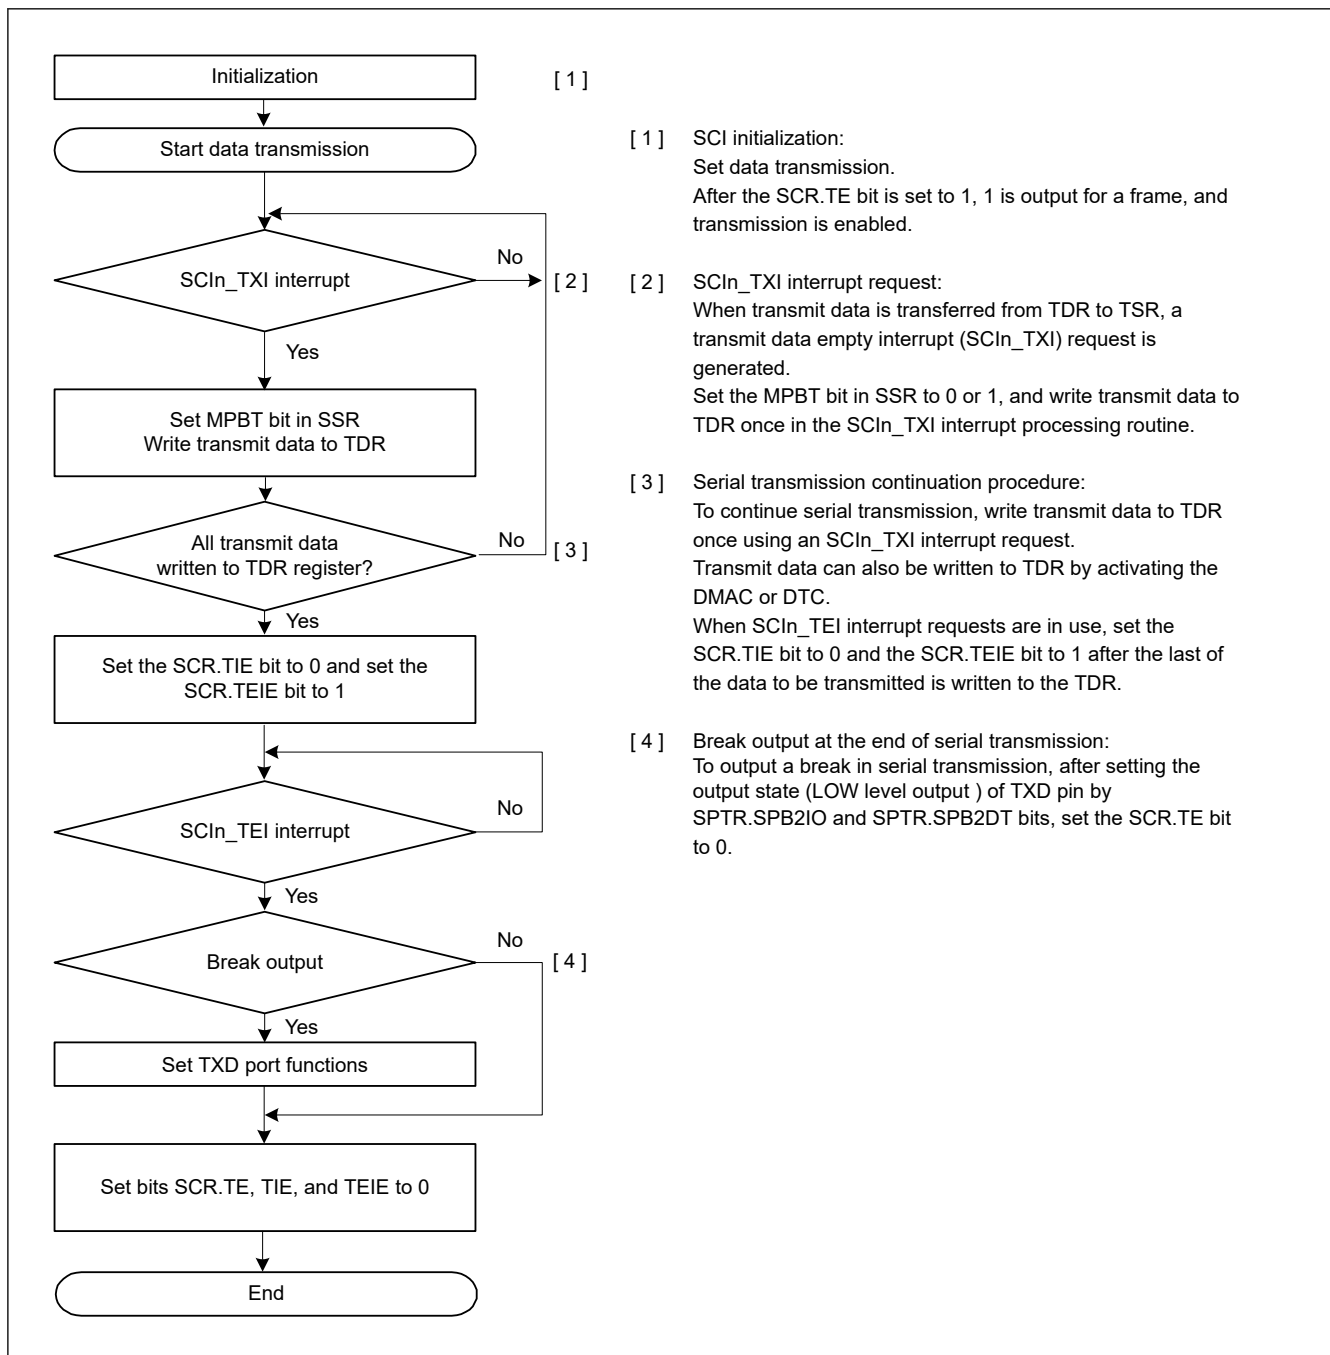 Initialization
[ 1 ]
Start data transmission
SCIn_TXI interrupt
No
[ 2 ]
Yes
Set MPBT bit in SSR
Write transmit data to TDR
All transmit data
written to TDR register?
No
[ 3 ]
Yes
Set the SCR.TIE bit to 0 and set the
SCR.TEIE bit to 1
SCIn_TEI interrupt
No
Yes
Break output
No
[ 4 ]
Yes
Set TXD port functions
Set bits SCR.TE, TIE, and TEIE to 0
End
[ 1 ] SCI initialization:
Set data transmission.
After the SCR.TE bit is set to 1, 1 is output for a frame, and
transmission is enabled.
[ 2 ] SCIn_TXI interrupt request:
When transmit data is transferred from TDR to TSR, a
transmit data empty interrupt (SCIn_TXI) request is
generated.
Set the MPBT bit in SSR to 0 or 1, and write transmit data to
TDR once in the SCIn_TXI interrupt processing routine.
[ 3 ] Serial transmission continuation procedure:
To continue serial transmission, write transmit data to TDR
once using an SCIn_TXI interrupt request.
Transmit data can also be written to TDR by activating the
DMAC or DTC.
When SCIn_TEI interrupt requests are in use, set the
SCR.TIE bit to 0 and the SCR.TEIE bit to 1 after the last of
the data to be transmitted is written to the TDR.
[ 4 ] Break output at the end of serial transmission:
To output a break in serial transmission, after setting the
output state (LOW level output ) of TXD pin by
SPTR.SPB2IO and SPTR.SPB2DT bits, set the SCR.TE bit
to 0.